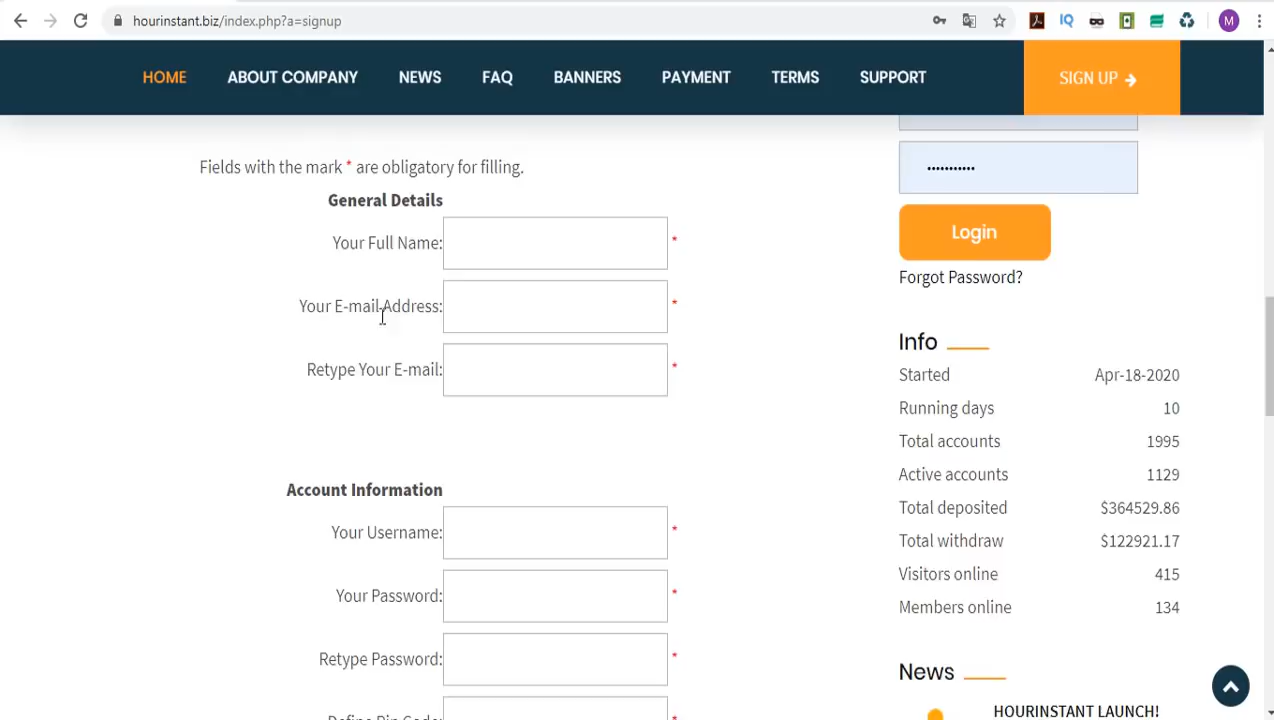 hourinstant.biz/index.php?a=signup
M
HOME ABOUT COMPANY NEWS FAQ BANNERS PAYMENT TERMS SUPPORT SIGN UP
Fields with the mark * are obligatory for filling.
General Details
Your Full Name: *
Your E-mail Address: *
Retype Your E-mail: *
Account Information
Your Username: *
Your Password: *
Retype Password: *
Define Pin Code: *
•••••••••••
Login
Forgot Password?
Info
Started Apr-18-2020
Running days 10
Total accounts 1995
Active accounts 1129
Total deposited $364529.86
Total withdraw $122921.17
Visitors online 415
Members online 134
News
HOURINSTANT LAUNCH!